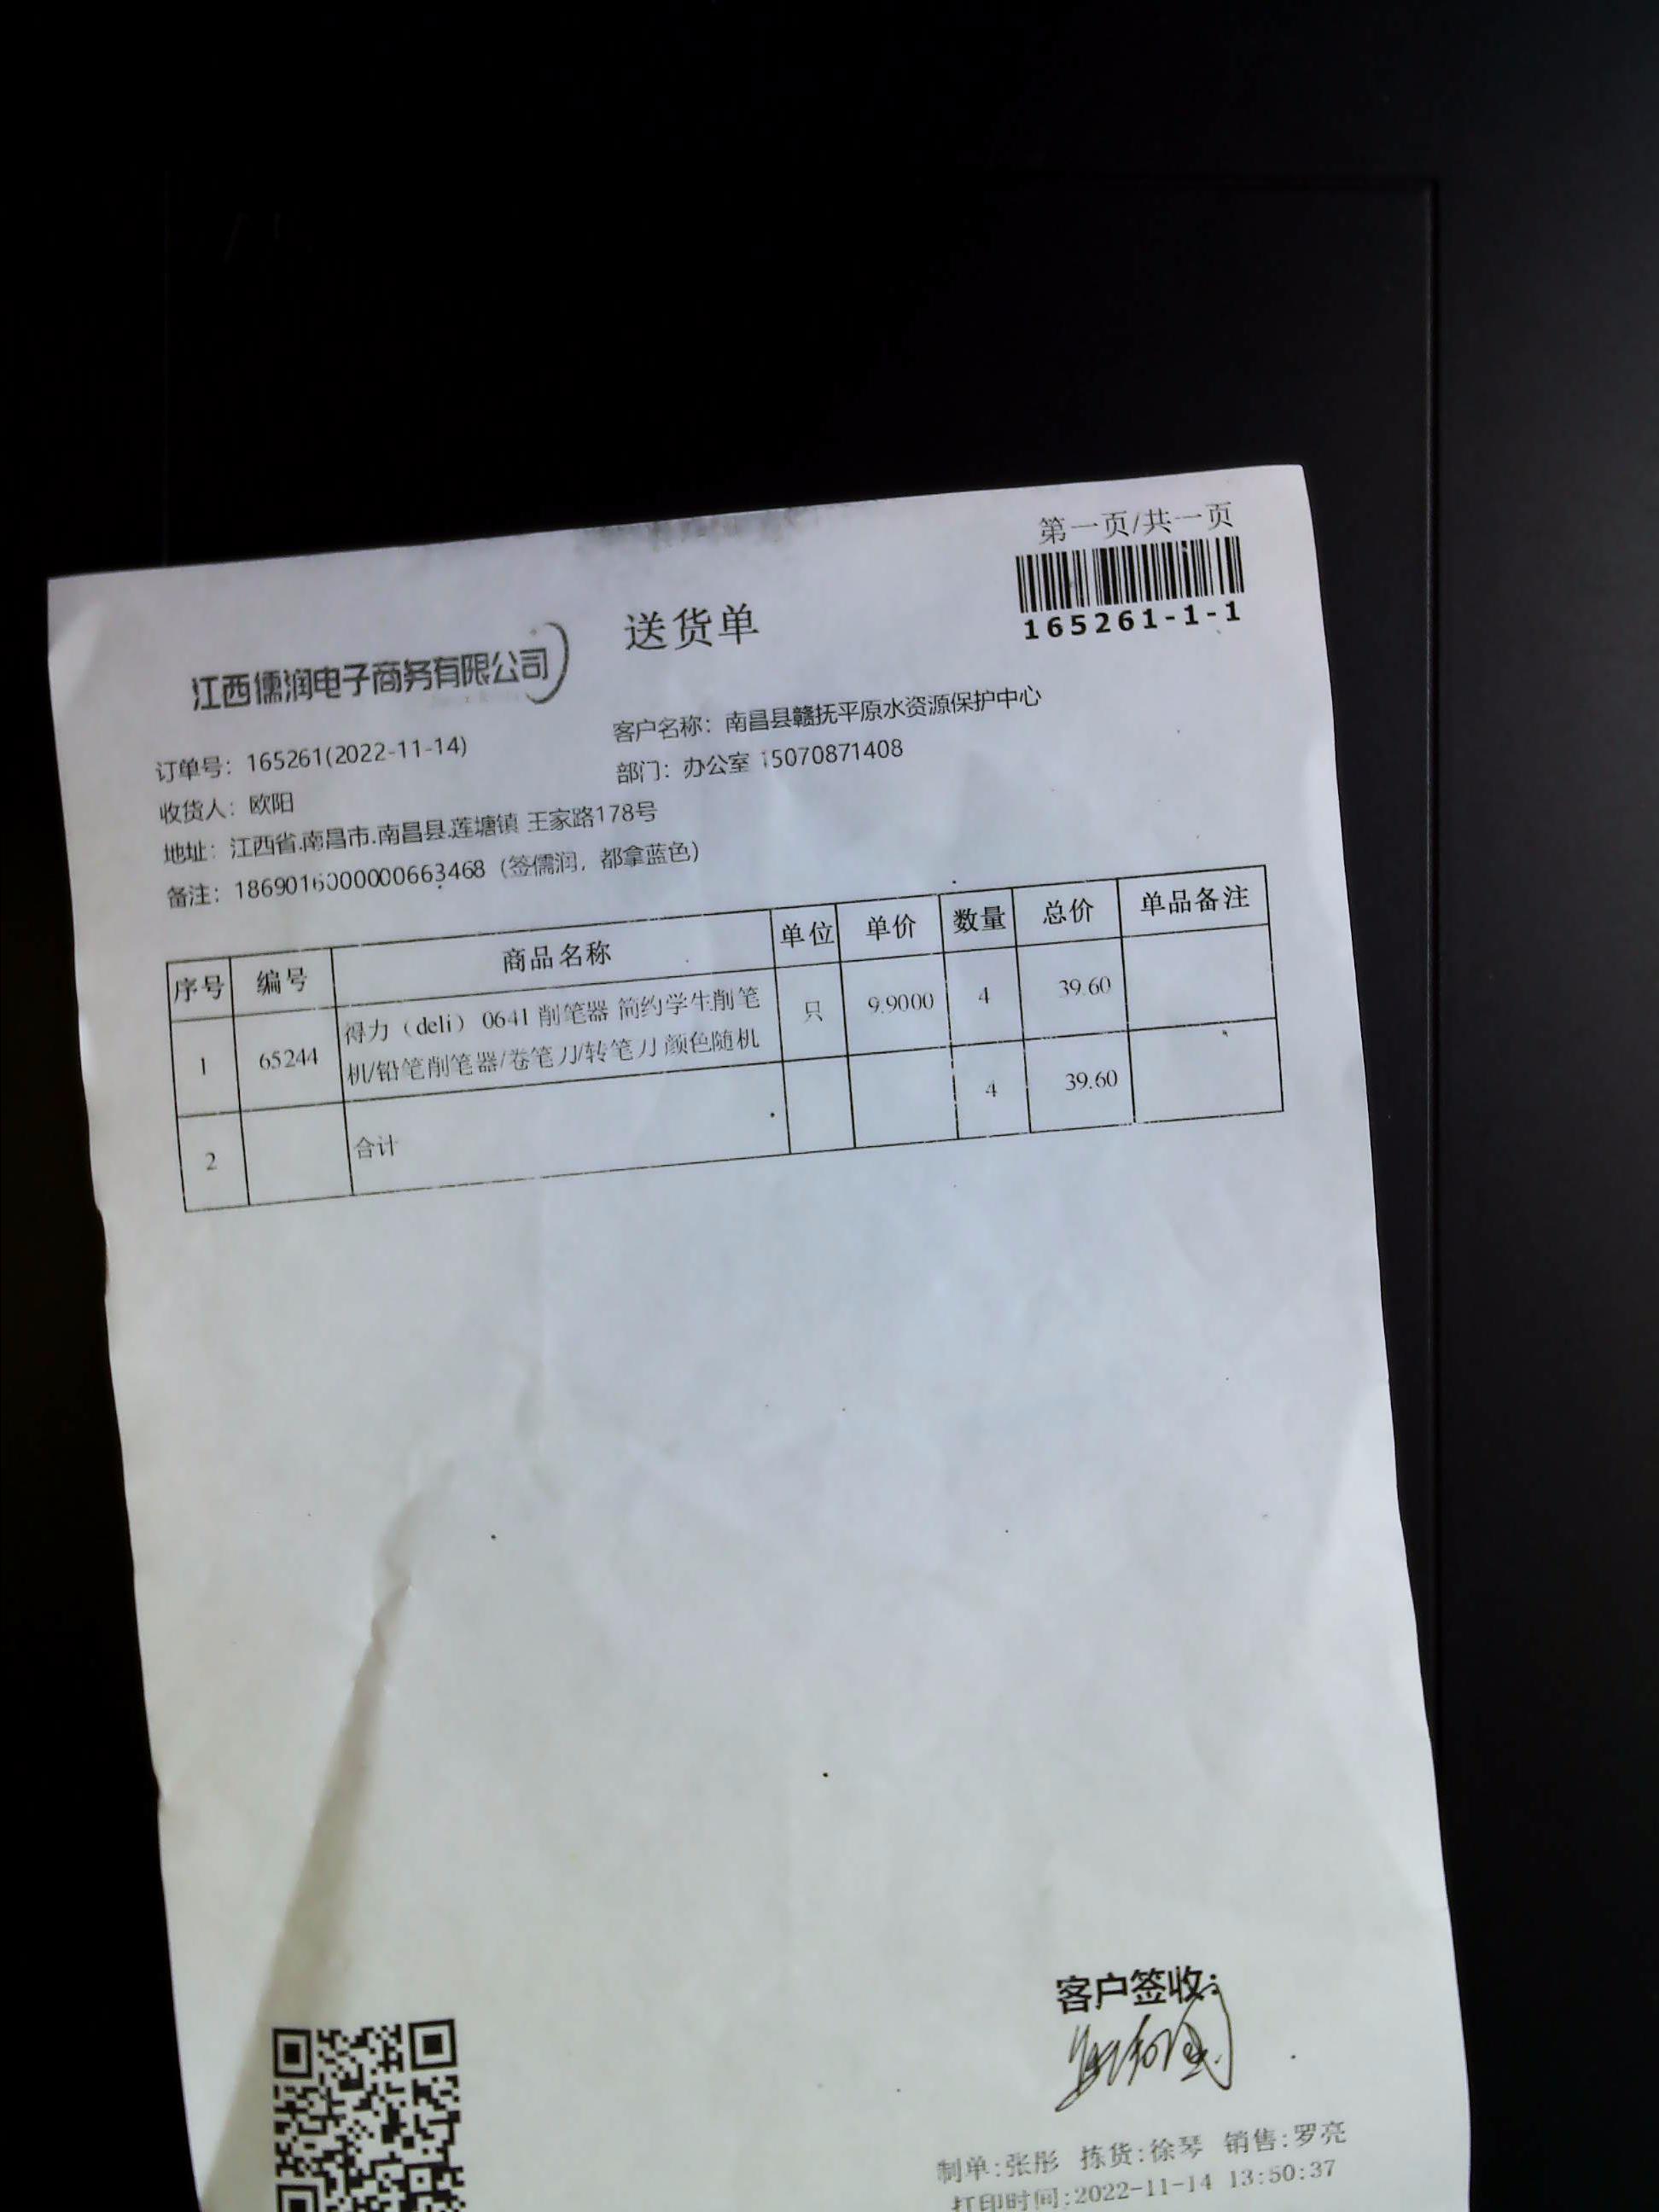 第一页/共一页
165261-1-1
送货单
江西儒润电子商务有限公司
订单号：165261(2022-11-14)
客户名称：南昌县赣抚平原水资源保护中心
收货人：欧阳
部门：办公室 15070871408
地址：江西省.南昌市.南昌县.莲塘镇 王家路178号
备注：1869016000000663468（签儒润，都拿蓝色）
序号 编号 商品名称 单位 单价 数量 总价 单品备注
1 65244 得力（deli） 0641 削笔器 简约学生削笔 只 9.9000 4 39.60
机/铅笔削笔器/卷笔刀/转笔刀 颜色随机
2 合计 4 39.60
客户签收：
制单:张彤 拣货:徐琴 销售:罗亮
打印时间:2022-11-14 13:50:37